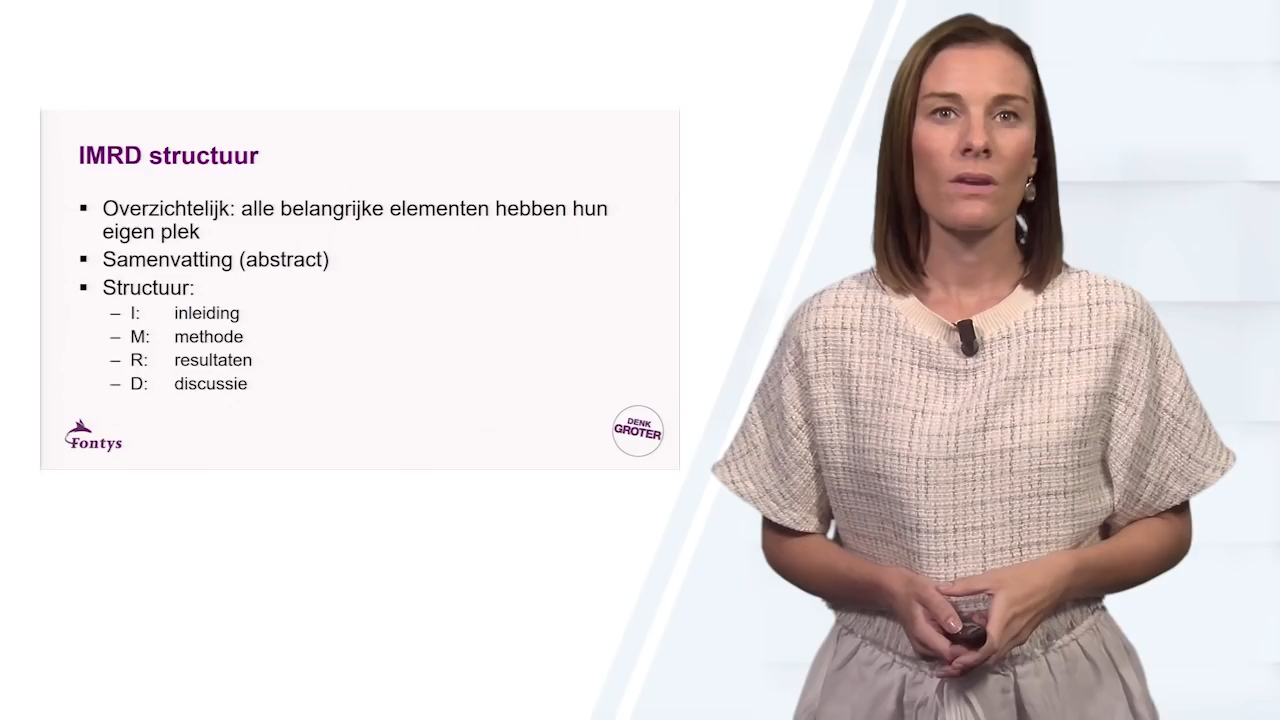 IMRD structuur
▪ Overzichtelijk: alle belangrijke elementen hebben hun
eigen plek
▪ Samenvatting (abstract)
▪ Structuur:
– I: inleiding
– M: methode
– R: resultaten
– D: discussie
Fontys
DENK
GROTER